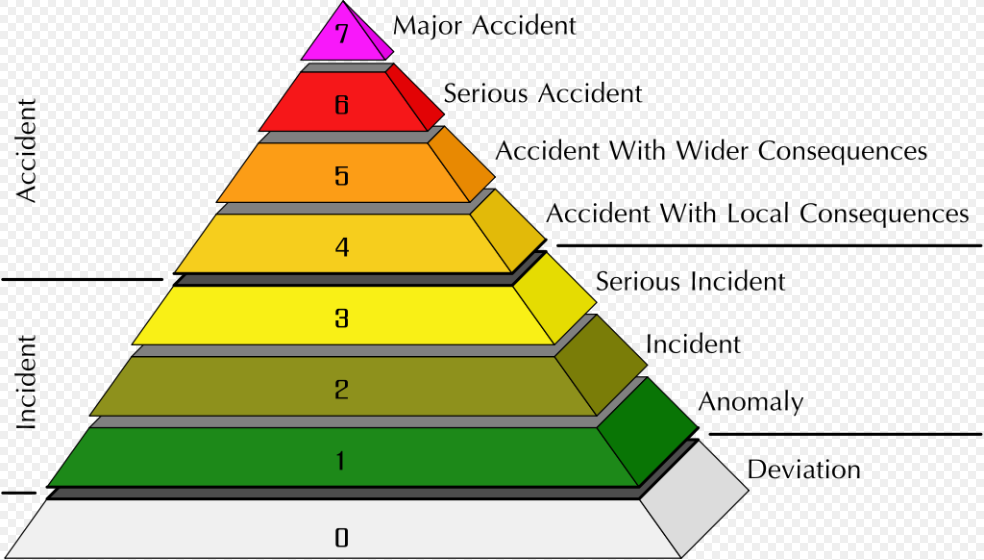 7 Major Accident
6 Serious Accident
5 Accident With Wider Consequences
4 Accident With Local Consequences
Accident
3 Serious Incident
2 Incident
Incident
1 Anomaly
0 Deviation